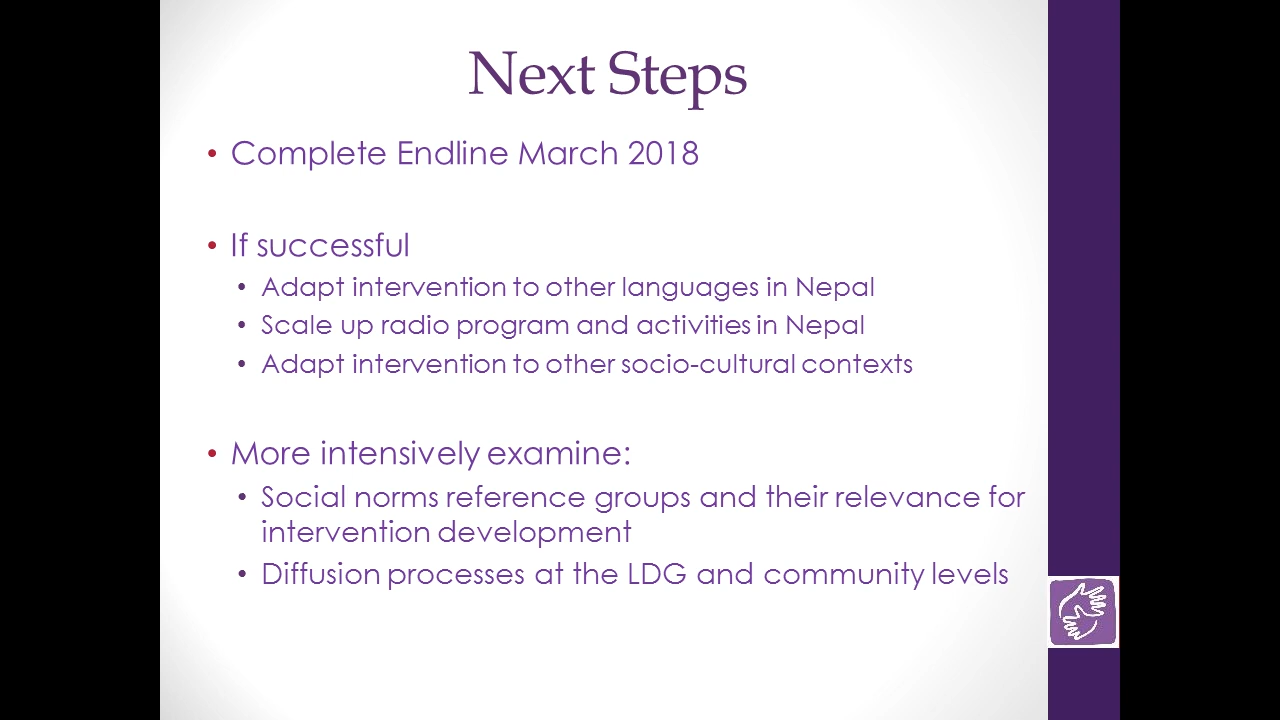 Next Steps
• Complete Endline March 2018
• If successful
• Adapt intervention to other languages in Nepal
• Scale up radio program and activities in Nepal
• Adapt intervention to other socio-cultural contexts
• More intensively examine:
• Social norms reference groups and their relevance for
intervention development
• Diffusion processes at the LDG and community levels